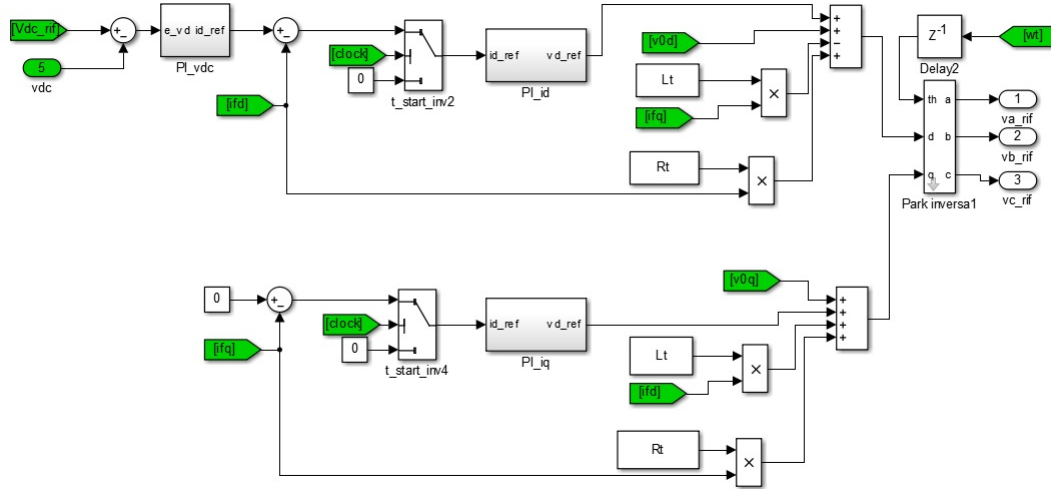 [Vdc_rif]
+
-
5
vdc
e_vd id_ref
PI_vdc
+
-
[ifd]
[clock]
0
t_start_inv2
id_ref vd_ref
PI_id
[v0d]
Lt
[ifq]
×
Rt
×
+
+
-
+
Z-1
Delay2
[wt]
th a
d b
q c
Park inversa1
1
va_rif
2
vb_rif
3
vc_rif
0
+
-
[ifq]
[clock]
0
t_start_inv4
id_ref vd_ref
PI_iq
[v0q]
Lt
[ifd]
×
Rt
×
+
+
+
+